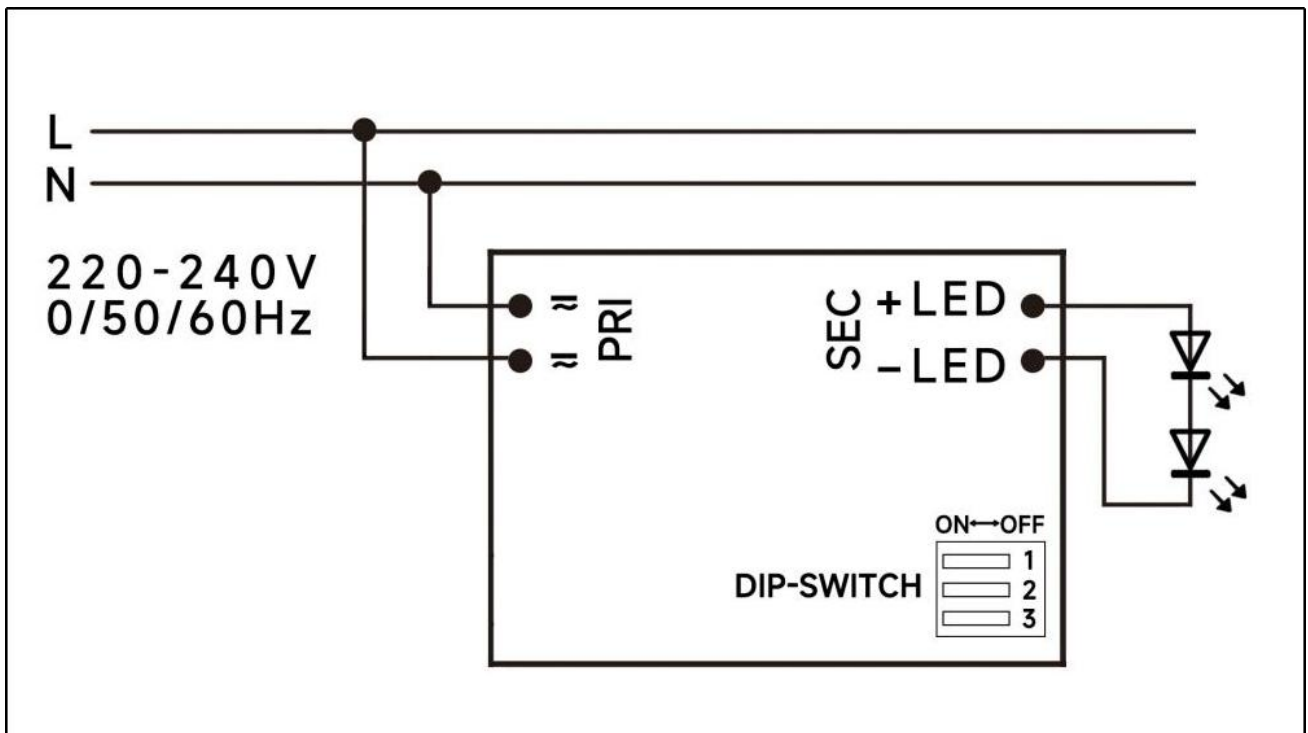 L
N
220-240V
0/50/60Hz
PRI
SEC
+LED
−LED
ON↔OFF
DIP-SWITCH
1
2
3